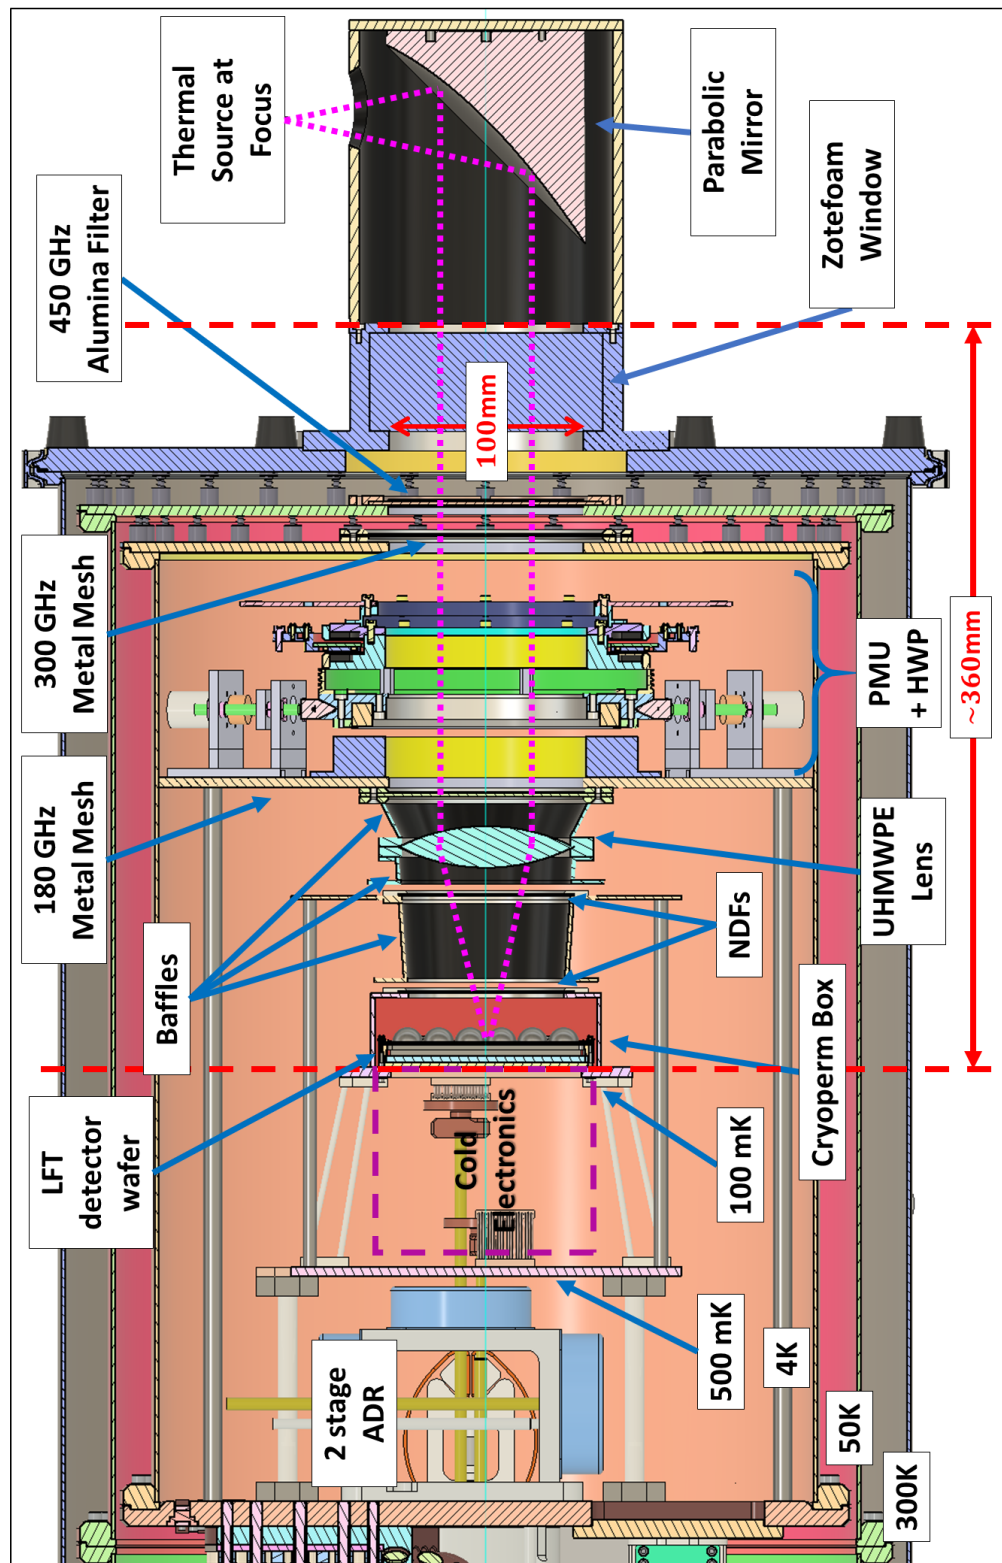 Thermal
Source at
Focus
Parabolic
Mirror
450 GHz
Alumina Filter
Zotefoam
Window
100mm
300 GHz
Metal Mesh
PMU
+ HWP
~360mm
180 GHz
Metal Mesh
UHMWPE
Lens
Baffles
NDFs
Cryoperm Box
LFT
detector
wafer
Cold
Electronics
100 mK
500 mK
2 stage
ADR
4K
50K
300K